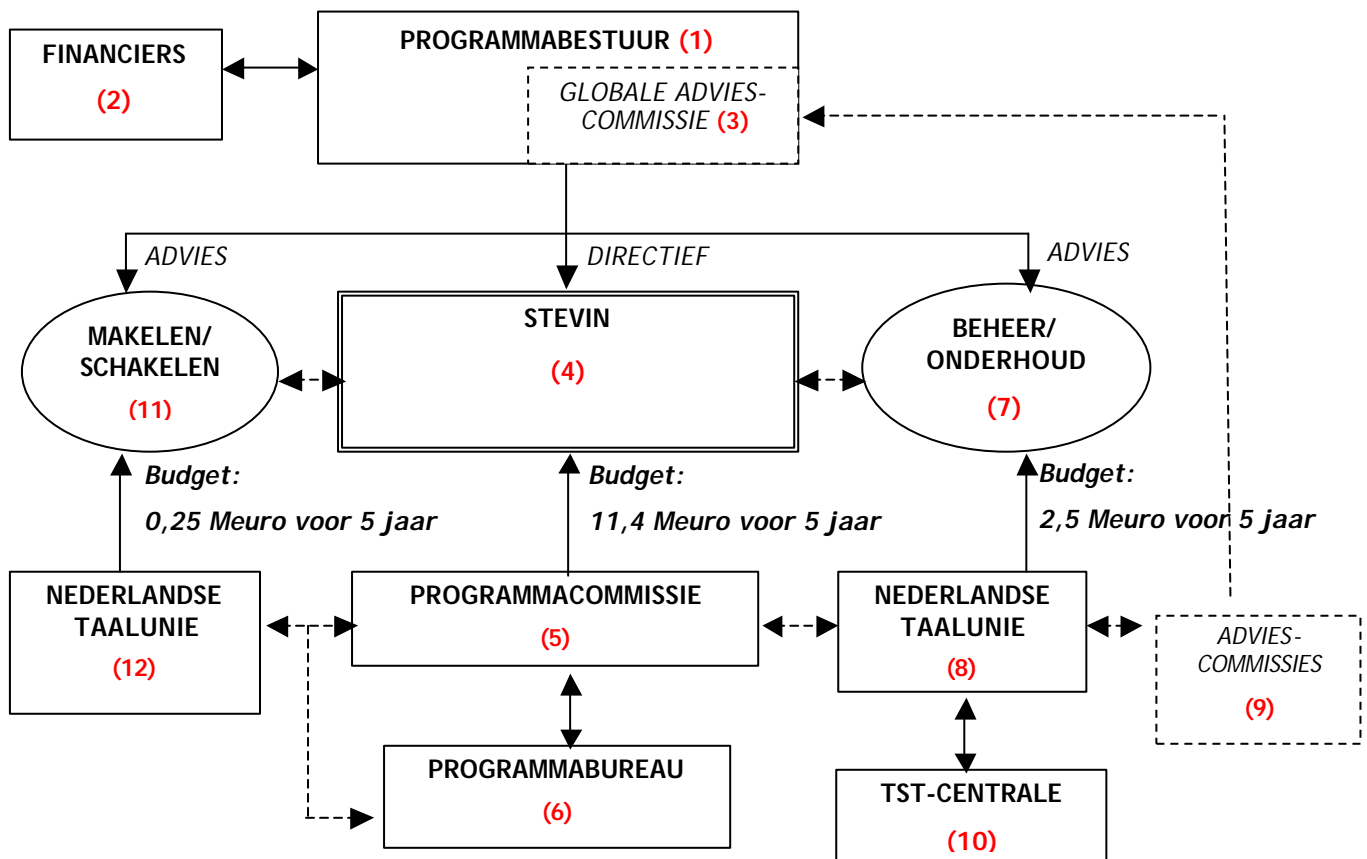 PROGRAMMABESTUUR (1)
FINANCIERS
(2)
GLOBALE ADVIES-
COMMISSIE (3)
ADVIES
DIRECTIEF
ADVIES
MAKELEN/
SCHAKELEN
(11)
STEVIN
(4)
BEHEER/
ONDERHOUD
(7)
Budget:
0,25 Meuro voor 5 jaar
Budget:
11,4 Meuro voor 5 jaar
Budget:
2,5 Meuro voor 5 jaar
NEDERLANDSE
TAALUNIE
(12)
PROGRAMMACOMMISSIE
(5)
NEDERLANDSE
TAALUNIE
(8)
ADVIES-
COMMISSIES
(9)
PROGRAMMABUREAU
(6)
TST-CENTRALE
(10)